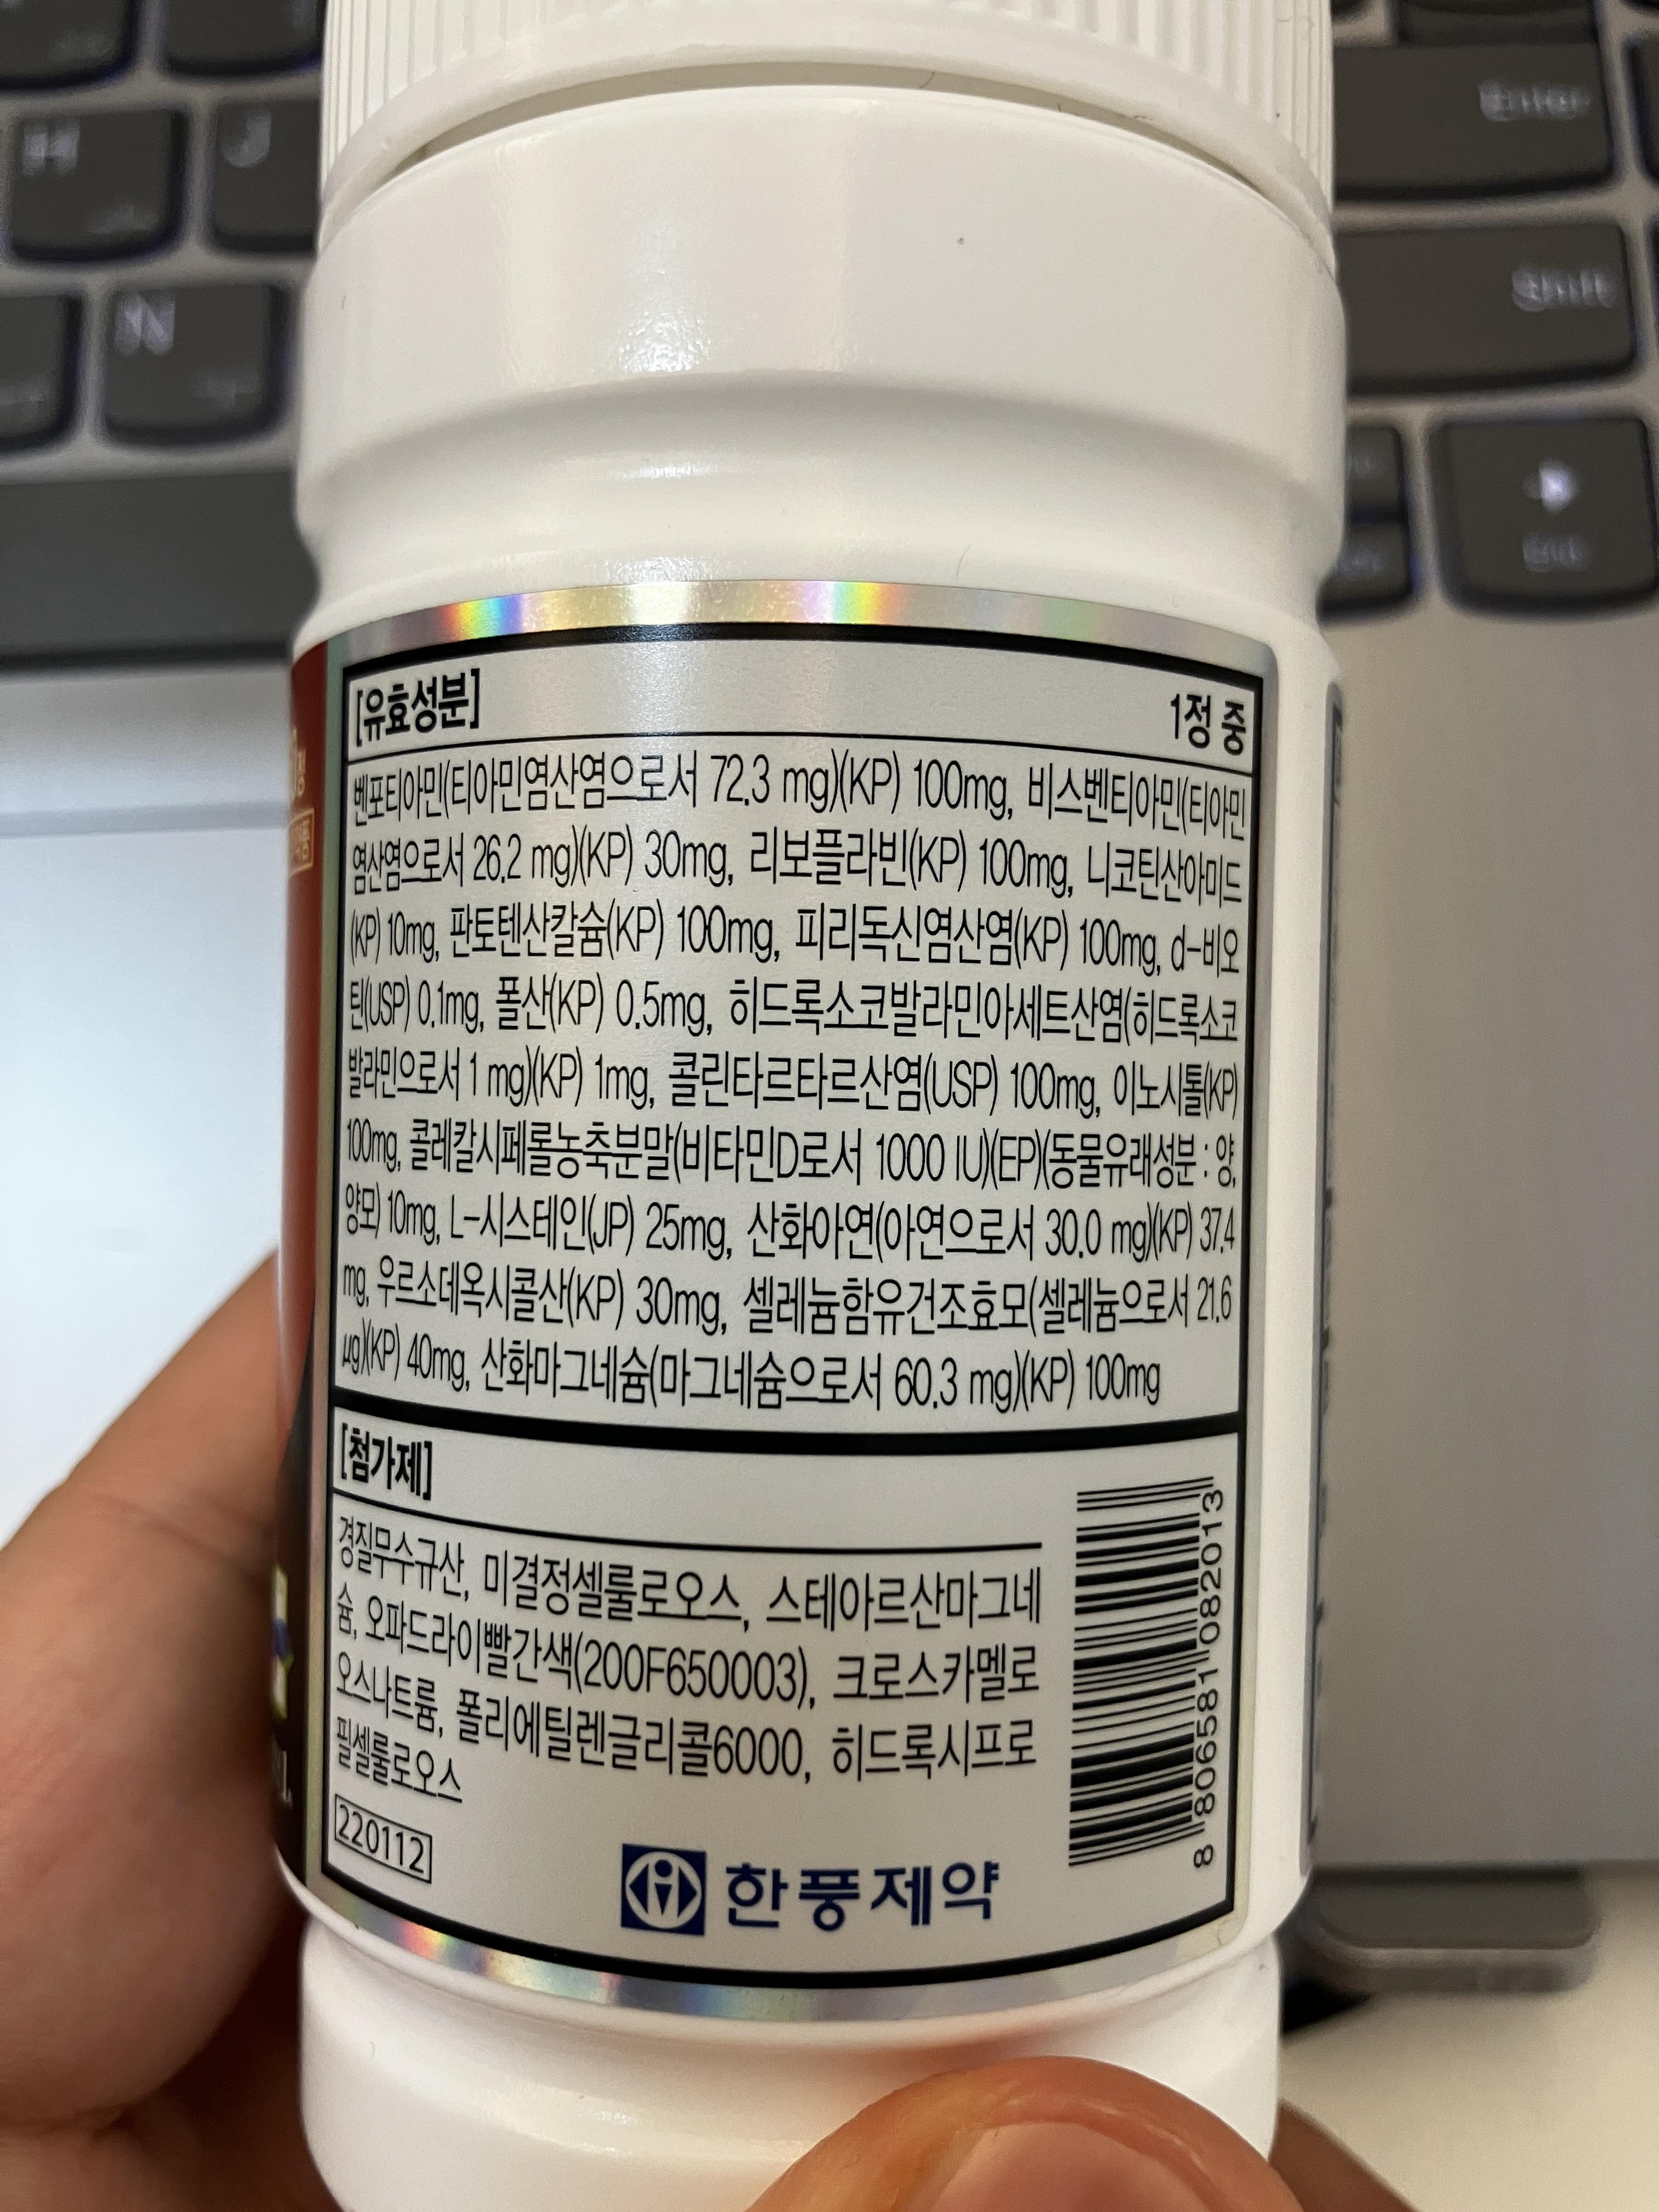 H
J
N
Enter
Shift
End
[유효성분] 1정 중
벤포티아민(티아민염산염으로서 72.3 mg)(KP) 100mg, 비스벤티아민(티아민
염산염으로서 26.2 mg)(KP) 30mg, 리보플라빈(KP) 100mg, 니코틴산아미드
(KP) 10mg, 판토텐산칼슘(KP) 100mg, 피리독신염산염(KP) 100mg, d-비오
틴(USP) 0.1mg, 폴산(KP) 0.5mg, 히드록소코발라민아세트산염(히드록소코
발라민으로서 1 mg)(KP) 1mg, 콜린타르타르산염(USP) 100mg, 이노시톨(KP)
100mg, 콜레칼시페롤농축분말(비타민D로서 1000 IU)(EP)(동물유래성분 : 양,
양모) 10mg, L-시스테인(JP) 25mg, 산화아연(아연으로서 30.0 mg)(KP) 37.4
mg, 우르소데옥시콜산(KP) 30mg, 셀레늄함유건조효모(셀레늄으로서 21.6
μg)(KP) 40mg, 산화마그네슘(마그네슘으로서 60.3 mg)(KP) 100mg
[첨가제]
경질무수규산, 미결정셀룰로오스, 스테아르산마그네
슘, 오파드라이빨간색(200F650003), 크로스카멜로
오스나트륨, 폴리에틸렌글리콜6000, 히드록시프로
필셀룰로오스
220112
한풍제약
8 806581 082013